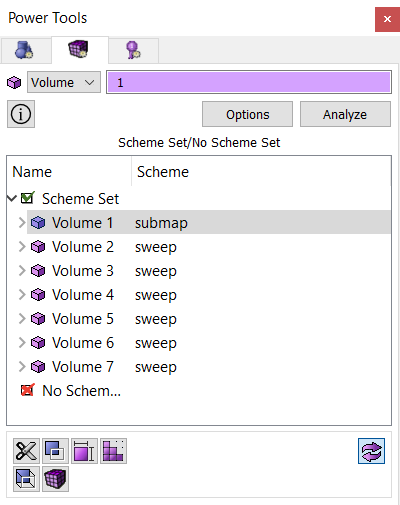 Power Tools
Volume 1
Options Analyze
Scheme Set/No Scheme Set
Name Scheme
Scheme Set
Volume 1 submap
Volume 2 sweep
Volume 3 sweep
Volume 4 sweep
Volume 5 sweep
Volume 6 sweep
Volume 7 sweep
No Schem...